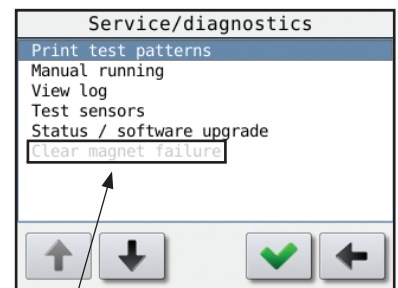 Service/diagnostics
Print test patterns
Manual running
View log
Test sensors
Status / software upgrade
Clear magnet failure